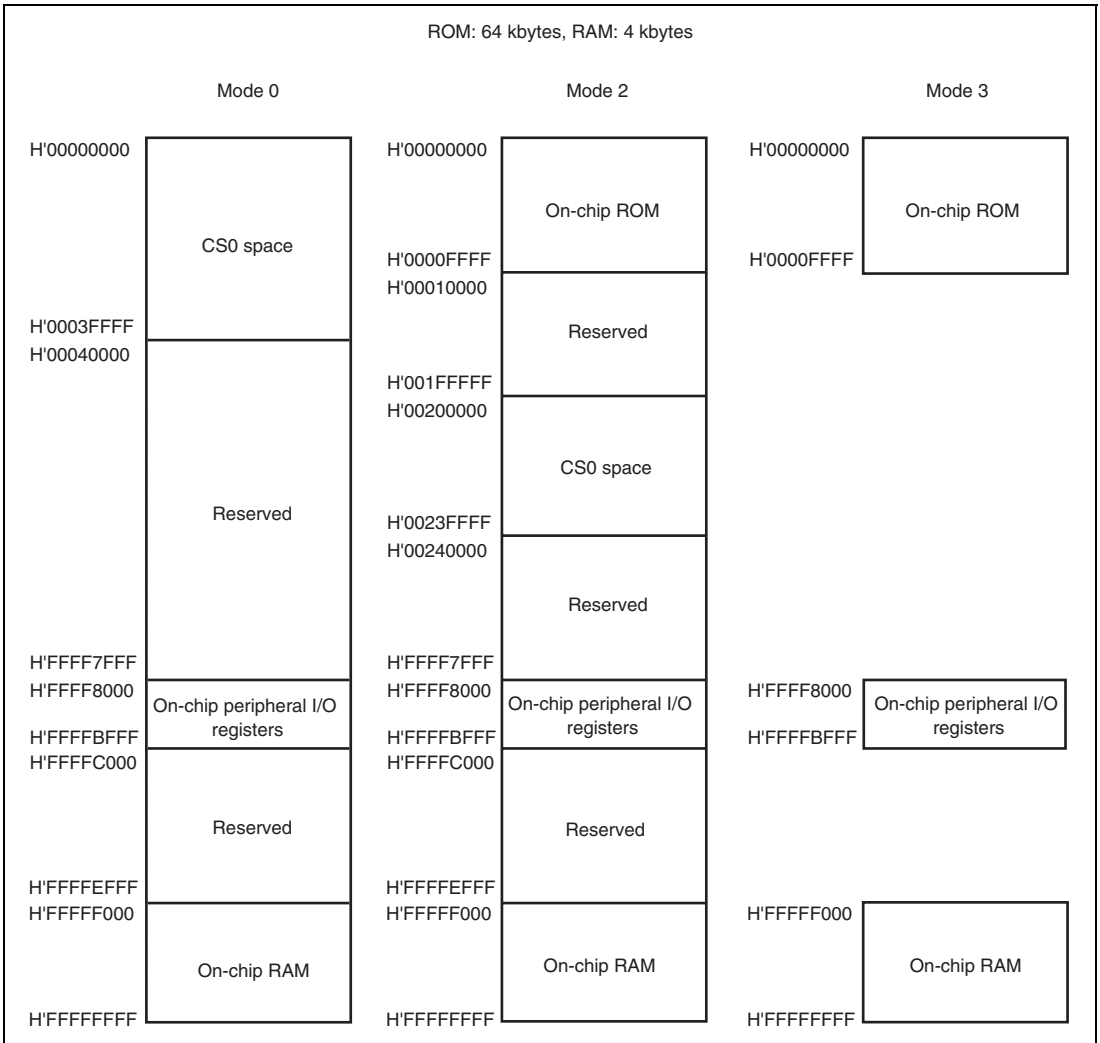 ROM: 64 kbytes, RAM: 4 kbytes
Mode 0
H'00000000
CS0 space
H'0003FFFF
H'00040000
Reserved
H'FFFF7FFF
H'FFFF8000
On-chip peripheral I/O
registers
H'FFFFBFFF
H'FFFFC000
Reserved
H'FFFFEFFF
H'FFFFF000
On-chip RAM
H'FFFFFFFF
Mode 2
H'00000000
On-chip ROM
H'0000FFFF
H'00010000
Reserved
H'001FFFFF
H'00200000
CS0 space
H'0023FFFF
H'00240000
Reserved
H'FFFF7FFF
H'FFFF8000
On-chip peripheral I/O
registers
H'FFFFBFFF
H'FFFFC000
Reserved
H'FFFFEFFF
H'FFFFF000
On-chip RAM
H'FFFFFFFF
Mode 3
H'00000000
On-chip ROM
H'0000FFFF
H'FFFF8000
On-chip peripheral I/O
registers
H'FFFFBFFF
H'FFFFF000
On-chip RAM
H'FFFFFFFF